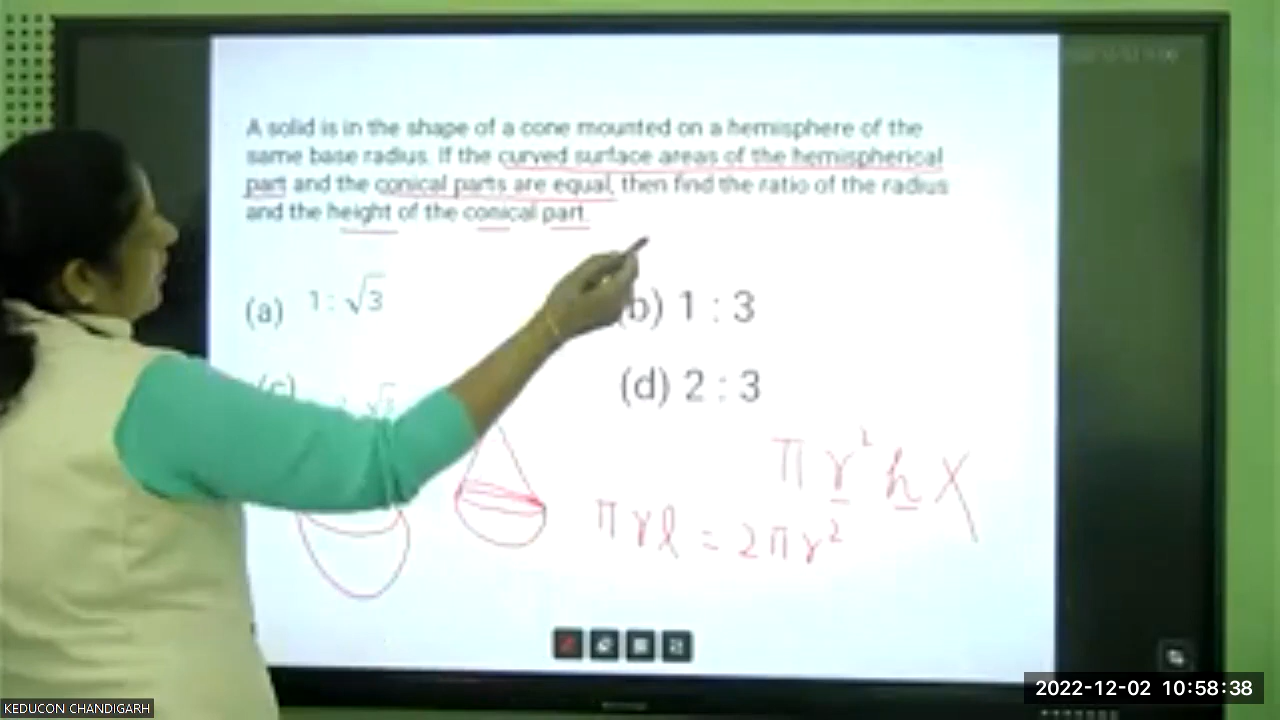 A solid is in the shape of a cone mounted on a hemisphere of the
same base radius. If the curved surface areas of the hemispherical
part and the conical parts are equal, then find the ratio of the radius
and the height of the conical part.
(a) 1 : √3
(b) 1 : 3
(c)
(d) 2 : 3
π r² h X
π r l = 2 π r²
KEDUCON CHANDIGARH
2022-12-02 10:58:38